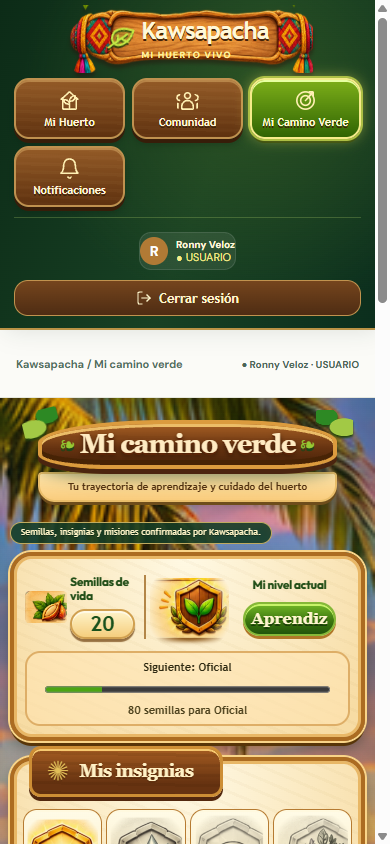 Kawsapacha
MI HUERTO VIVO
Mi Huerto
Comunidad
Mi Camino Verde
Notificaciones
R
Ronny Veloz
● USUARIO
Cerrar sesión
Kawsapacha / Mi camino verde
● Ronny Veloz · USUARIO
Mi camino verde
Tu trayectoria de aprendizaje y cuidado del huerto
Semillas, insignias y misiones confirmadas por Kawsapacha.
Semillas de
vida
20
Mi nivel actual
Aprendiz
Siguiente: Oficial
80 semillas para Oficial
Mis insignias